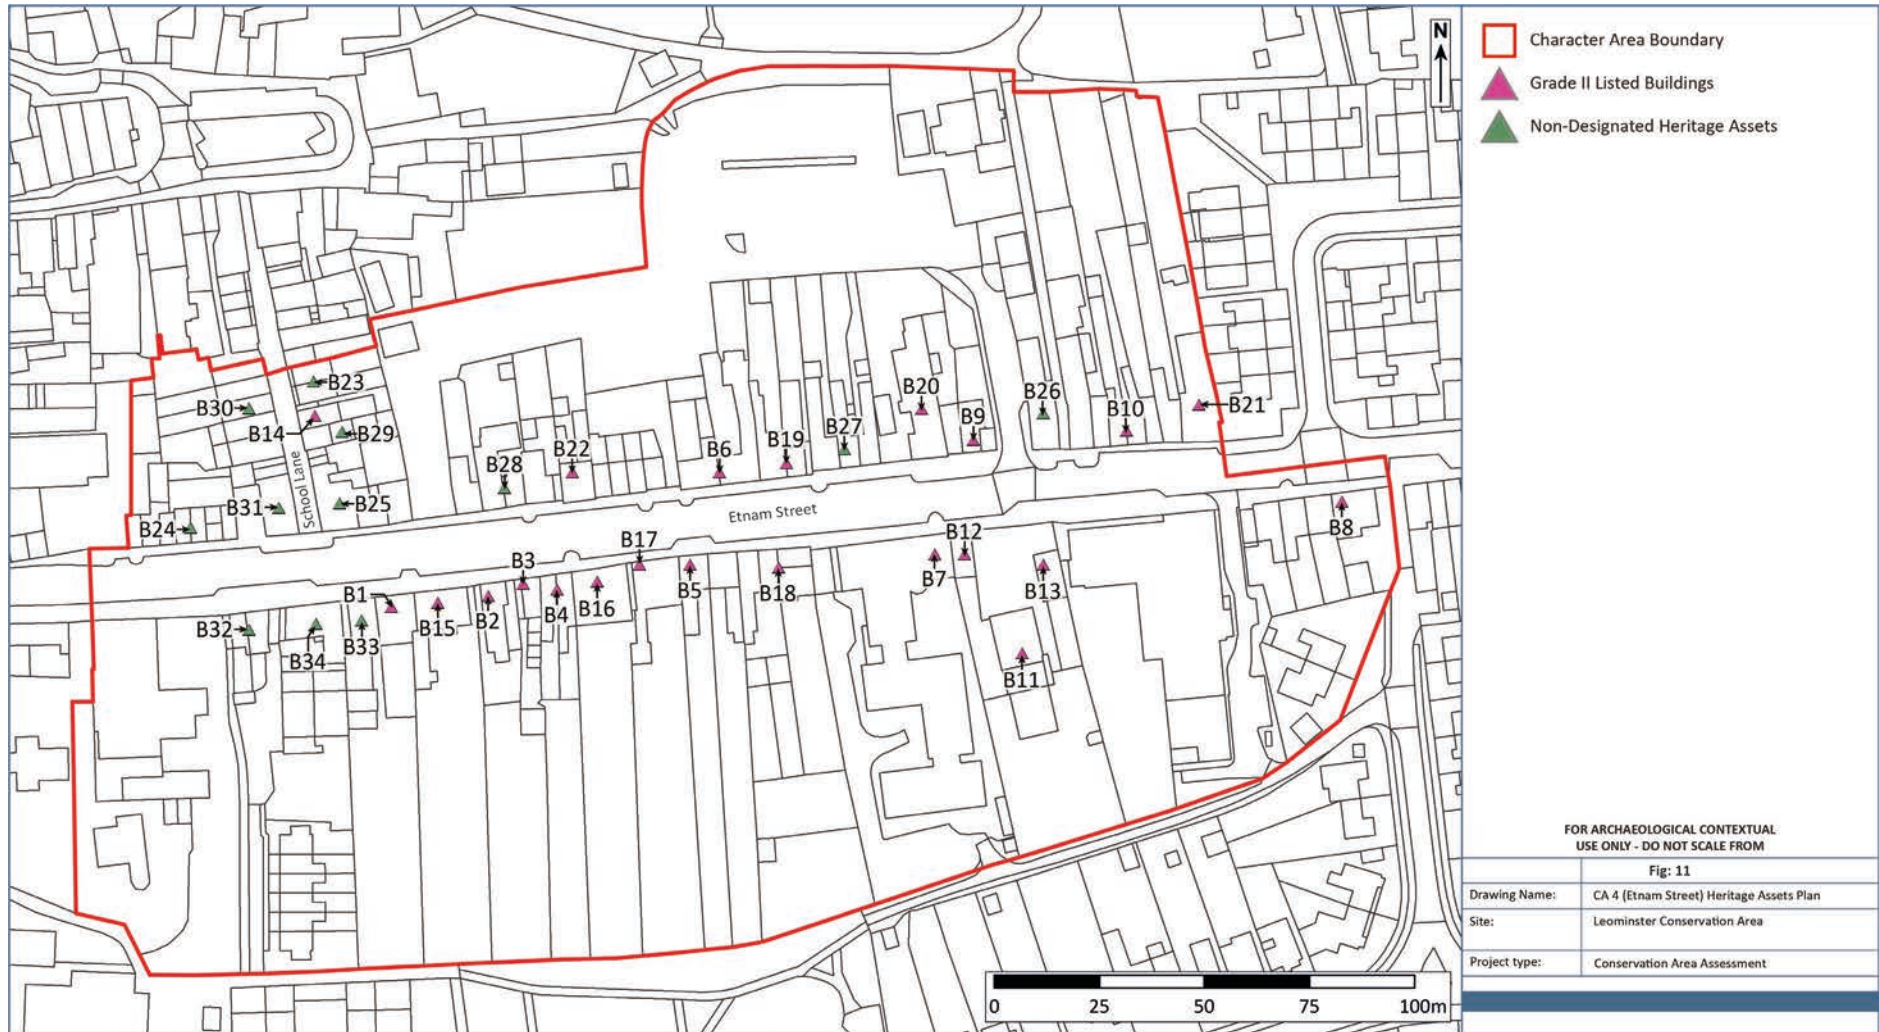 N
Character Area Boundary
Grade II Listed Buildings
Non-Designated Heritage Assets
B23
B30
B14
B29
B20
B26
B10
B21
B27
B9
B19
B6
B22
B28
School Lane
B31
B25
B24
Etnam Street
B8
B17
B12
B3
B7
B1
B5
B18
B13
B4
B16
B2
B15
B32
B33
B34
B11
0 25 50 75 100m
FOR ARCHAEOLOGICAL CONTEXTUAL
USE ONLY - DO NOT SCALE FROM
Fig: 11
Drawing Name: CA 4 (Etnam Street) Heritage Assets Plan
Site: Leominster Conservation Area
Project type: Conservation Area Assessment